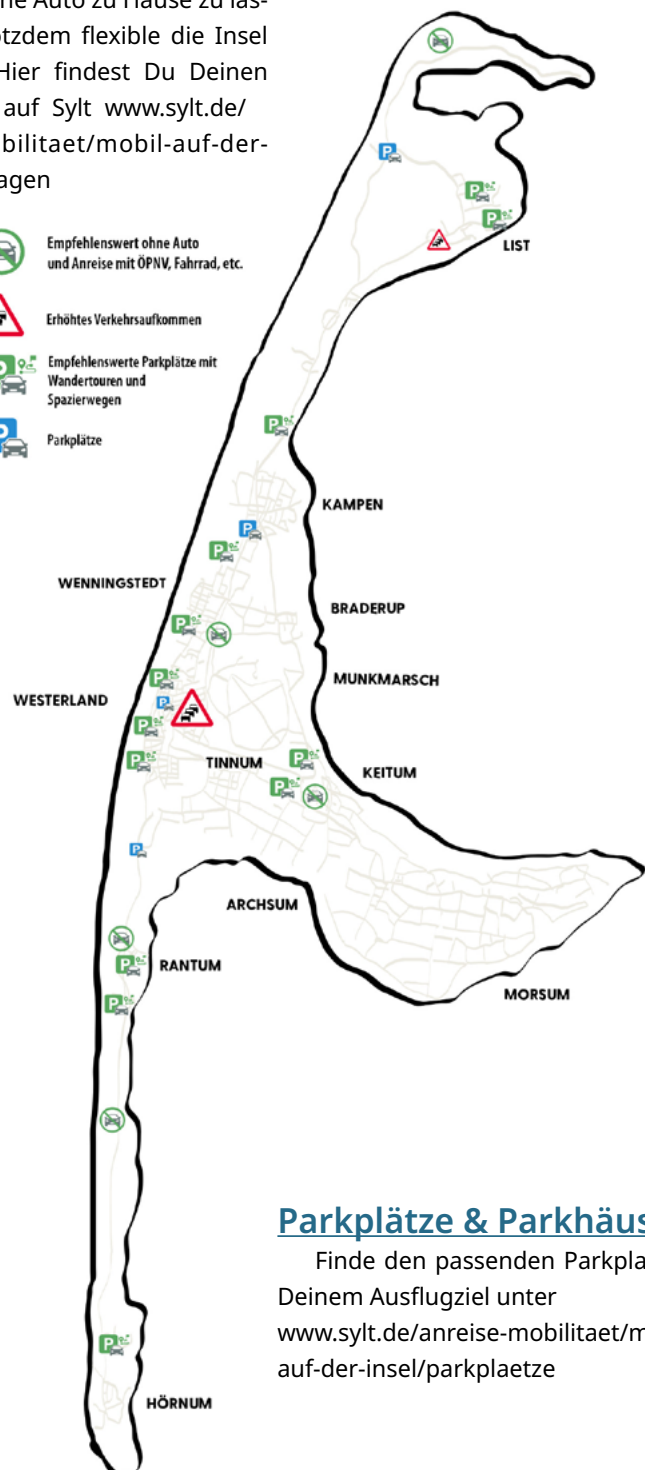 ne Auto zu Hause zu las-
otzdem flexible die Insel
Hier findest Du Deinen
auf Sylt www.sylt.de/
bilitaet/mobil-auf-der-
agen
Empfehlenswert ohne Auto
und Anreise mit ÖPNV, Fahrrad, etc.
Erhöhtes Verkehrsaufkommen
Empfehlenswerte Parkplätze mit
Wandertouren und
Spazierwegen
Parkplätze
LIST
KAMPEN
WENNINGSTEDT
BRADERUP
MUNKMARSCH
WESTERLAND
TINNUM
KEITUM
ARCHSUM
RANTUM
MORSUM
HÖRNUM
Parkplätze & Parkhäus
Finde den passenden Parkpla
Deinem Ausflugziel unter
www.sylt.de/anreise-mobilitaet/m
auf-der-insel/parkplaetze